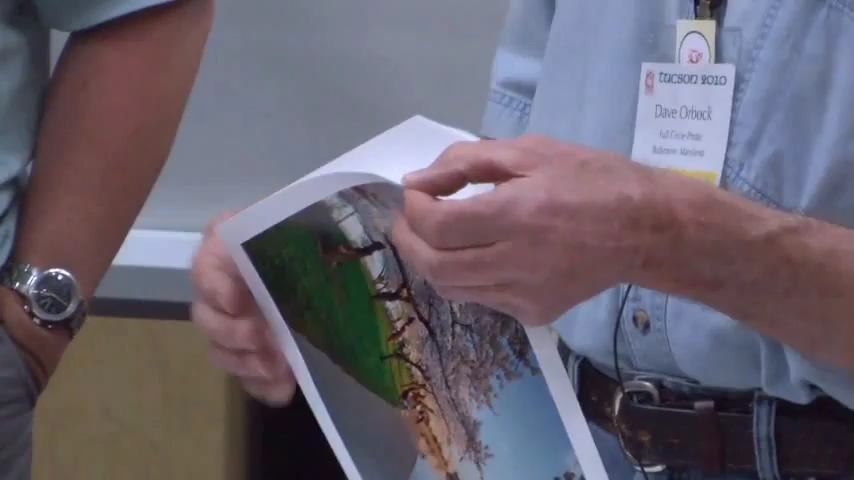 tucson 2010
Dave Orbock
Full Circle Photo
Baltimore, Maryland